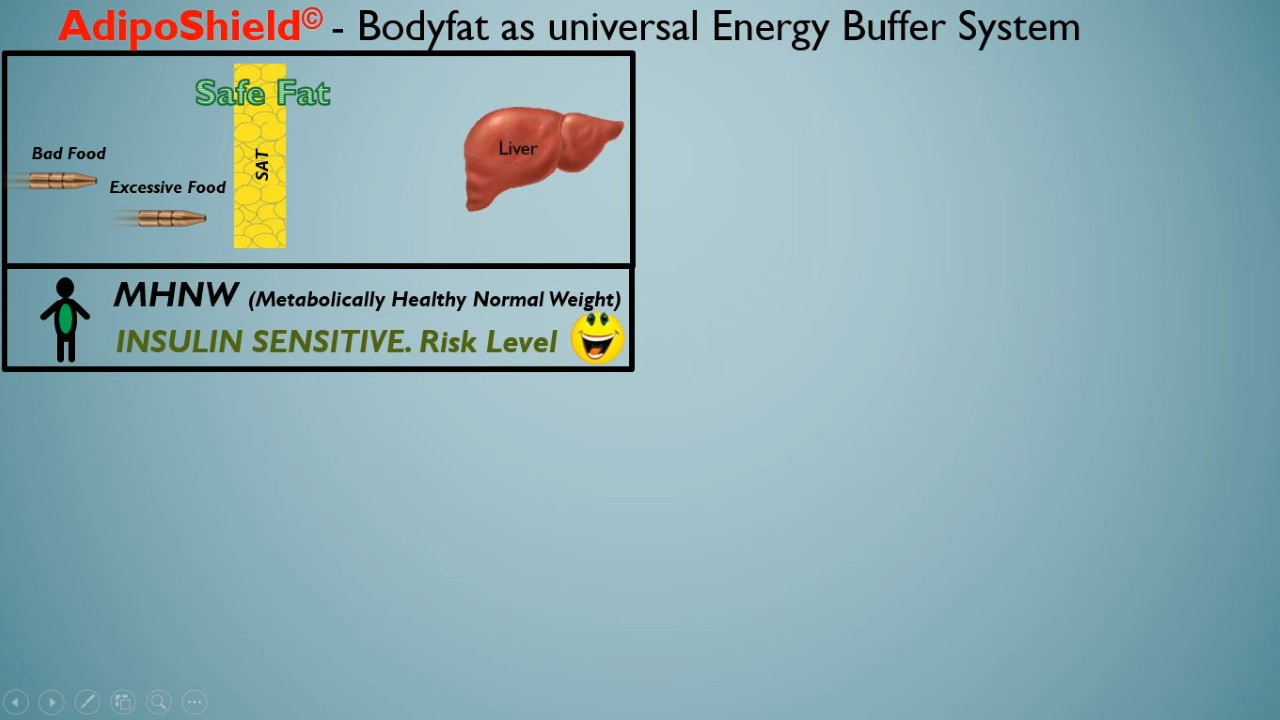 AdipoShield© - Bodyfat as universal Energy Buffer System
Safe Fat
Bad Food
Excessive Food
SAT
Liver
MHNW (Metabolically Healthy Normal Weight)
INSULIN SENSITIVE. Risk Level